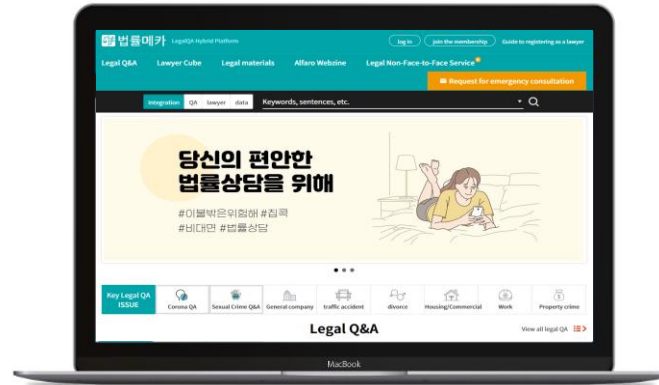 법률메카 LegalQA Hybrid Platform
log in join the membership Guide to registering as a lawyer
Legal Q&A Lawyer Cube Legal materials Alfaro Webzine Legal Non-Face-to-Face Service
Request for emergency consultation
integration QA lawyer data Keywords, sentences, etc.
당신의 편안한
법률상담을 위해
#이불밖은위험해 #집콕
#비대면 #법률상담
Key Legal QA
ISSUE
Corona QA Sexual Crime Q&A General company traffic accident divorce Housing/Commercial Work Property crime
Legal Q&A
View all legal QA
MacBook